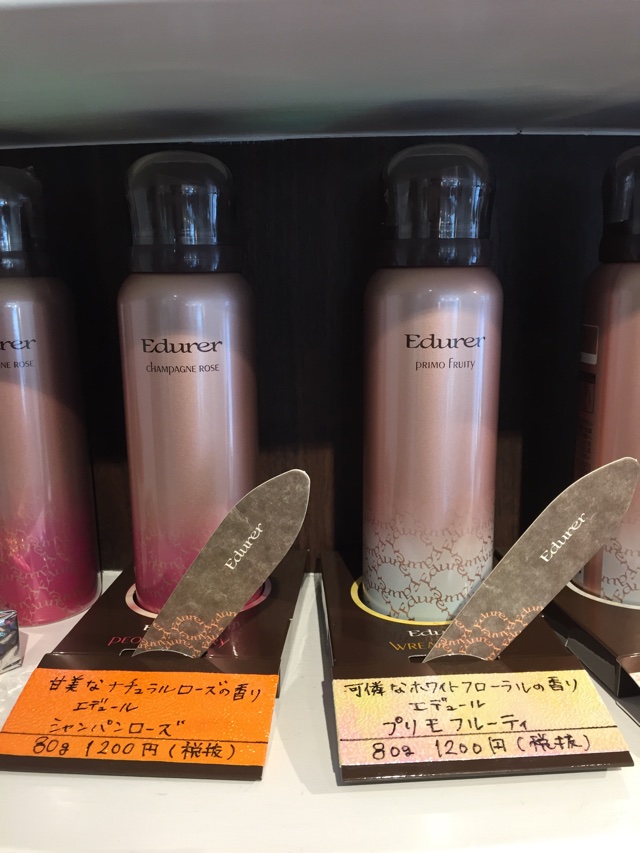 rer
NE ROSE
Edurer
CHAMPAGNE ROSE
Edurer
PRIMO FRUITY
Edurer
Edurer
甘美なナチュラルローズの香り
エデュール
シャンパンローズ
80g 1200円(税抜)
可憐なホワイトフローラルの香り
エデュール
プリモフルーティ
80g 1200円(税抜)